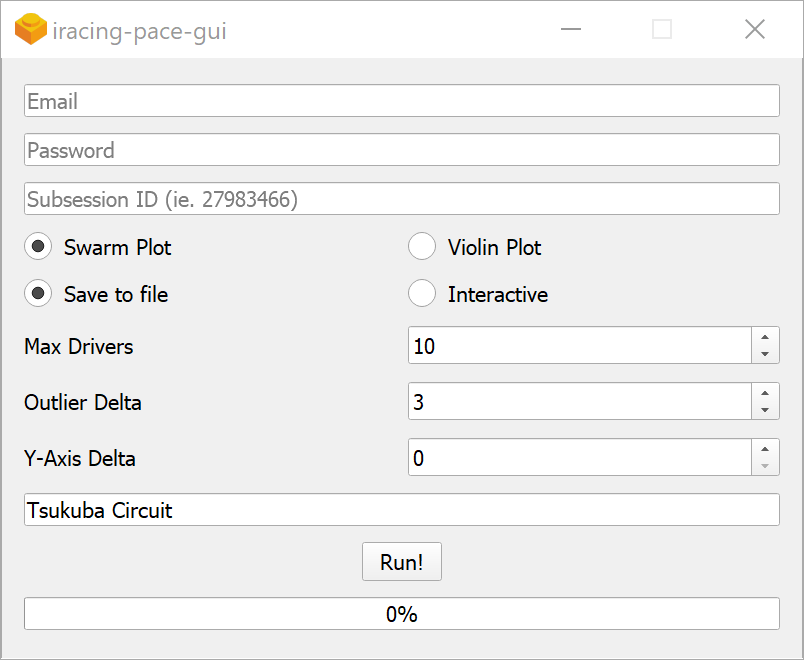 iracing-pace-gui
Email
Password
Subsession ID (ie. 27983466)
Swarm Plot Violin Plot
Save to file Interactive
Max Drivers 10
Outlier Delta 3
Y-Axis Delta 0
Tsukuba Circuit
Run!
0%